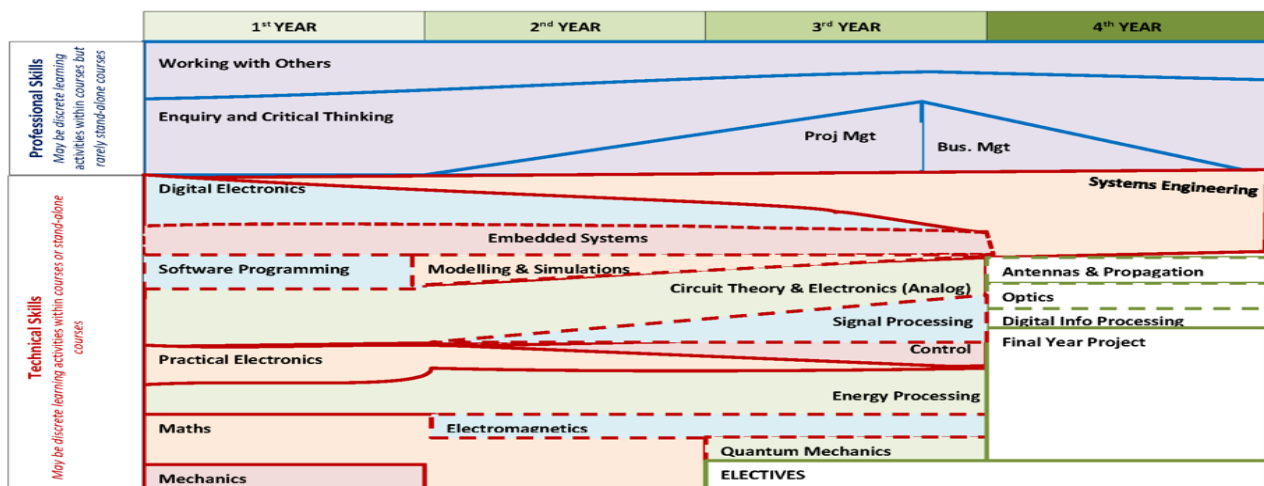 1st YEAR
2nd YEAR
3rd YEAR
4th YEAR
Professional Skills
May be discrete learning
activities within courses but
rarely stand-alone courses
Working with Others
Enquiry and Critical Thinking
Proj Mgt
Bus. Mgt
Technical Skills
May be discrete learning activities within courses or stand-alone
courses
Digital Electronics
Systems Engineering
Embedded Systems
Software Programming
Modelling & Simulations
Antennas & Propagation
Circuit Theory & Electronics (Analog)
Optics
Signal Processing
Digital Info Processing
Control
Final Year Project
Practical Electronics
Energy Processing
Maths
Electromagnetics
Quantum Mechanics
Mechanics
ELECTIVES